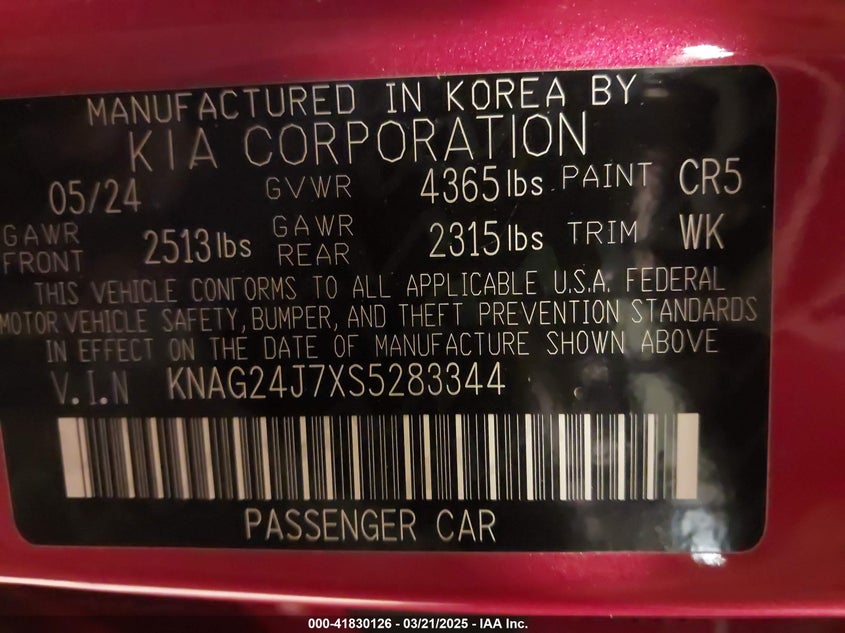 MANUFACTURED IN KOREA BY
KIA CORPORATION
05/24 GVWR 4365 lbs PAINT CR5
GAWR FRONT 2513 lbs GAWR REAR 2315 lbs TRIM WK
THIS VEHICLE CONFORMS TO ALL APPLICABLE U.S.A. FEDERAL
MOTOR VEHICLE SAFETY, BUMPER, AND THEFT PREVENTION STANDARDS
IN EFFECT ON THE DATE OF MANUFACTURE SHOWN ABOVE
V.I.N KNAG24J7XS5283344
PASSENGER CAR
000-41830126 - 03/21/2025 - IAA Inc.